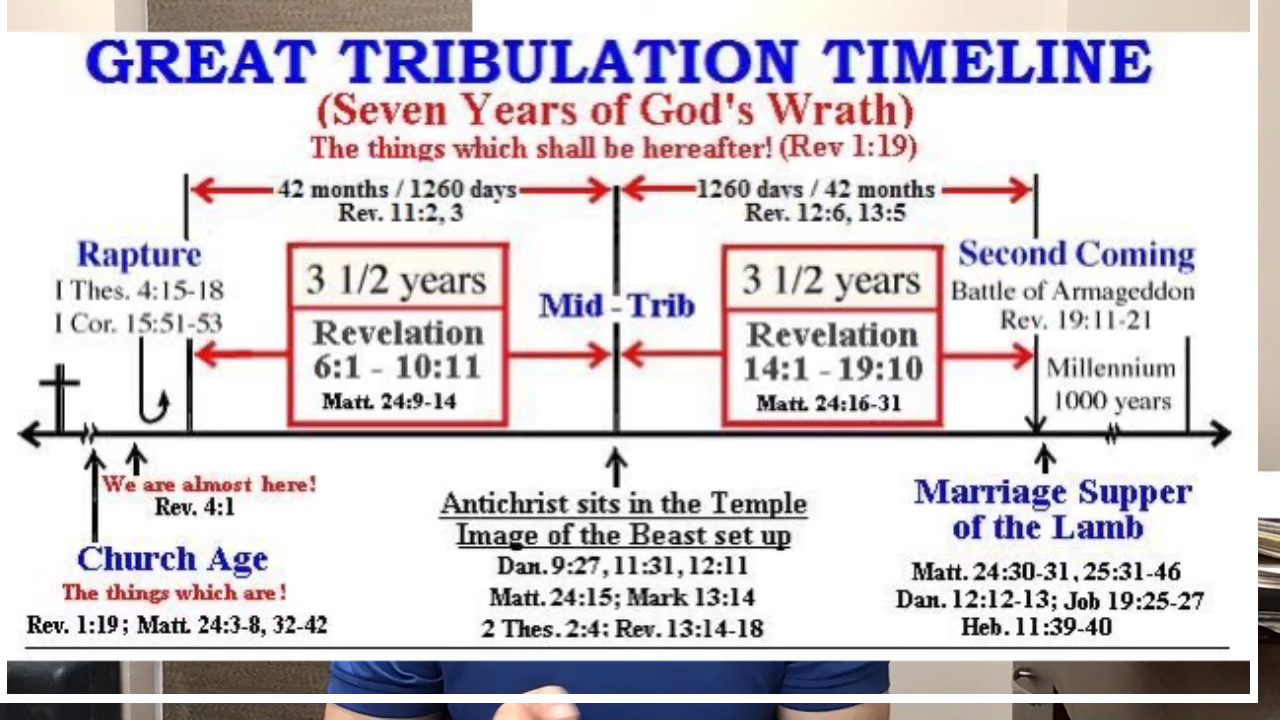 GREAT TRIBULATION TIMELINE
(Seven Years of God's Wrath)
The things which shall be hereafter! (Rev 1:19)
42 months / 1260 days
Rev. 11:2, 3
1260 days / 42 months
Rev. 12:6, 13:5
Rapture
I Thes. 4:15-18
I Cor. 15:51-53
3 1/2 years
Revelation
6:1 - 10:11
Matt. 24:9-14
Mid - Trib
3 1/2 years
Revelation
14:1 - 19:10
Matt. 24:16-31
Second Coming
Battle of Armageddon
Rev. 19:11-21
Millennium
1000 years
We are almost here!
Rev. 4:1
Church Age
The things which are!
Rev. 1:19; Matt. 24:3-8, 32-42
Antichrist sits in the Temple
Image of the Beast set up
Dan. 9:27, 11:31, 12:11
Matt. 24:15; Mark 13:14
2 Thes. 2:4: Rev. 13:14-18
Marriage Supper
of the Lamb
Matt. 24:30-31, 25:31-46
Dan. 12:12-13; Job 19:25-27
Heb. 11:39-40